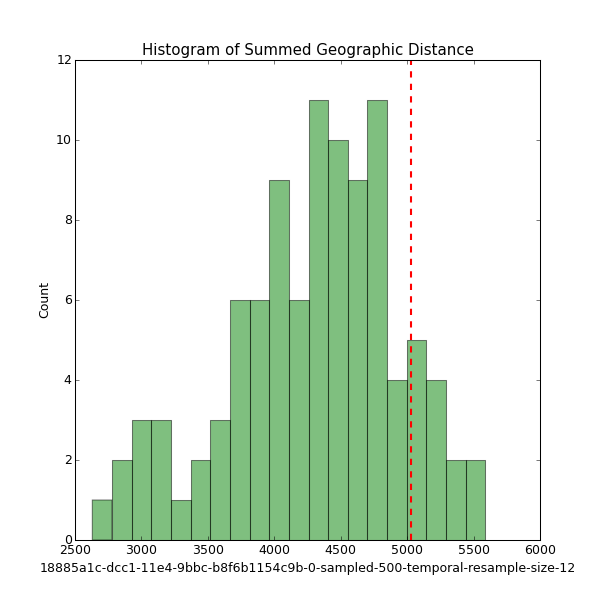 Histogram of Summed Geographic Distance
12
10
8
6
4
2
0
Count
2500 3000 3500 4000 4500 5000 5500 6000
18885a1c-dcc1-11e4-9bbc-b8f6b1154c9b-0-sampled-500-temporal-resample-size-12